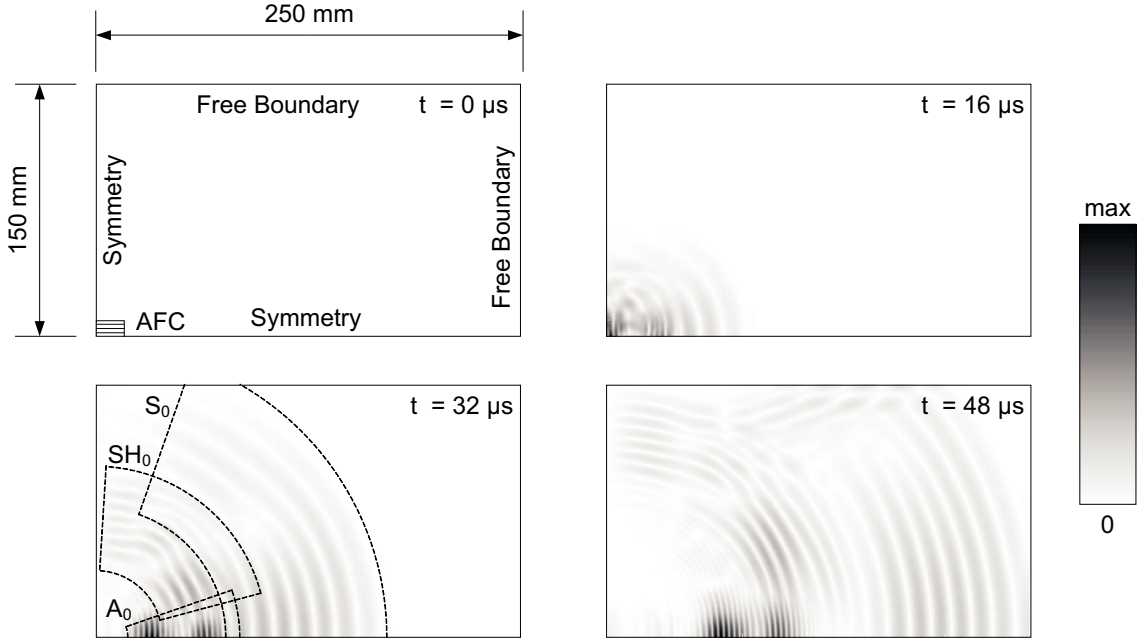 250 mm
150 mm
Free Boundary
t = 0 µs
Symmetry
Free Boundary
AFC
Symmetry
t = 16 µs
max
0
S₀
t = 32 µs
SH₀
A₀
t = 48 µs